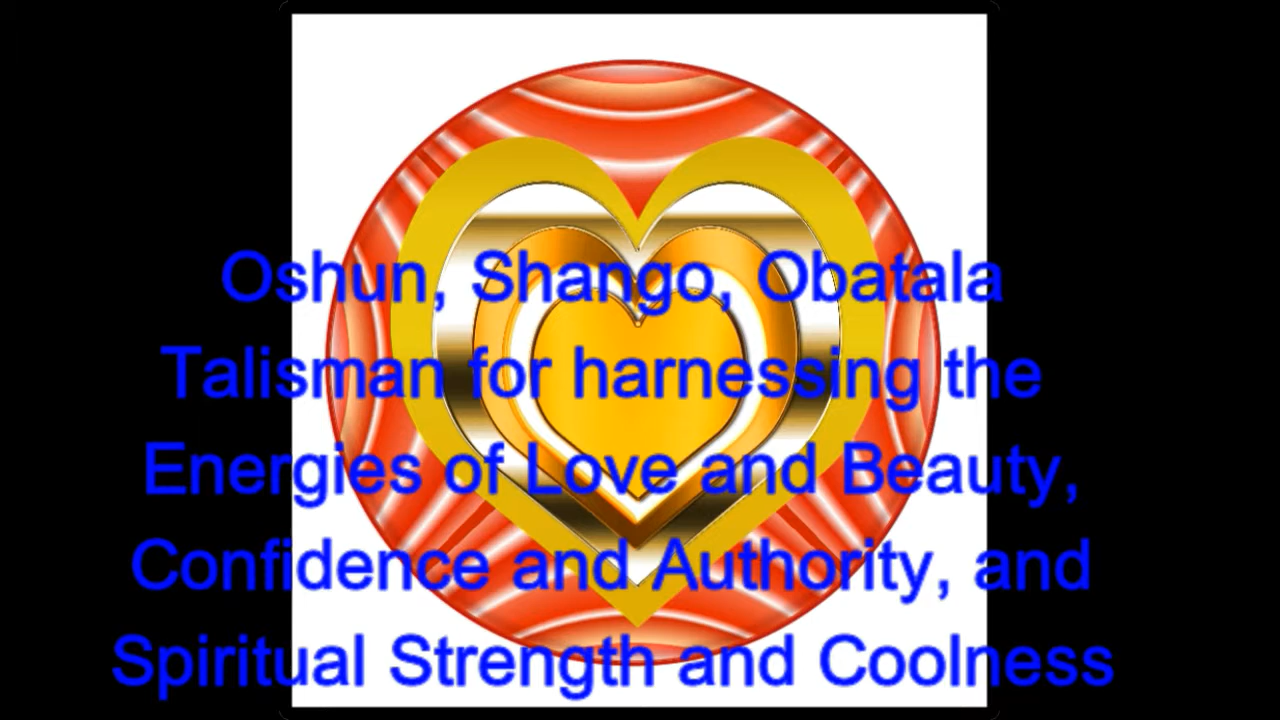 Oshun, Shango, Obatala
Talisman for harnessing the
Energies of Love and Beauty,
Confidence and Authority, and
Spiritual Strength and Coolness